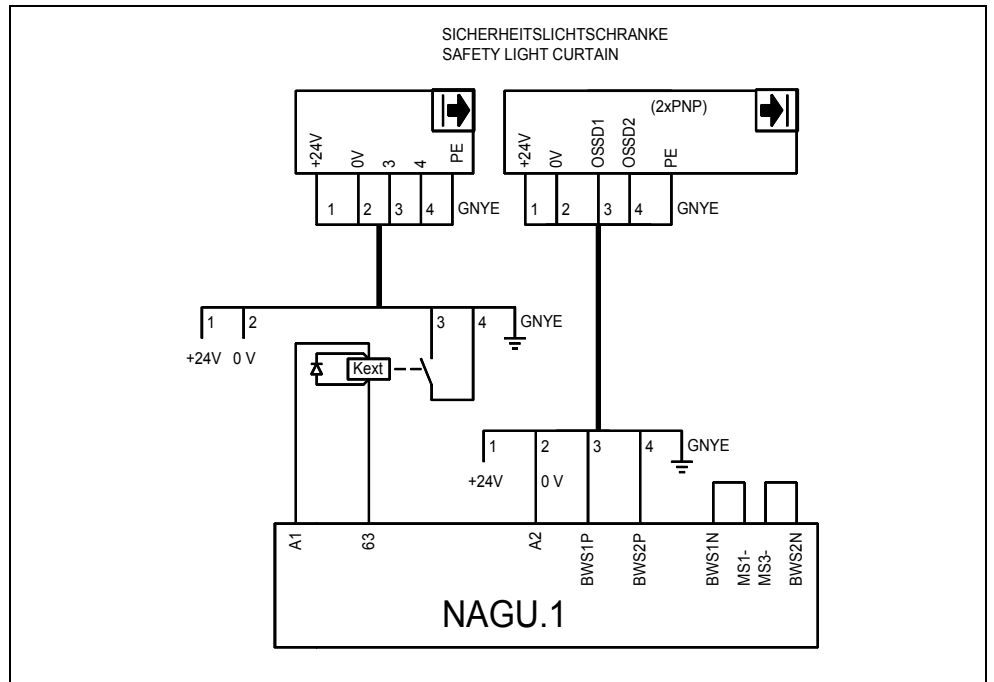 SICHERHEITSLICHTSCHRANKE
SAFETY LIGHT CURTAIN
(2xPNP)
+24V 0V 3 4 PE
+24V 0V OSSD1 OSSD2 PE
1 2 3 4 GNYE
1 2 3 4 GNYE
1 2 3 4 GNYE
+24V 0 V
Kext
1 2 3 4 GNYE
+24V 0 V
A1 63 A2 BWS1P BWS2P BWS1N MS1- MS3- BWS2N
NAGU.1